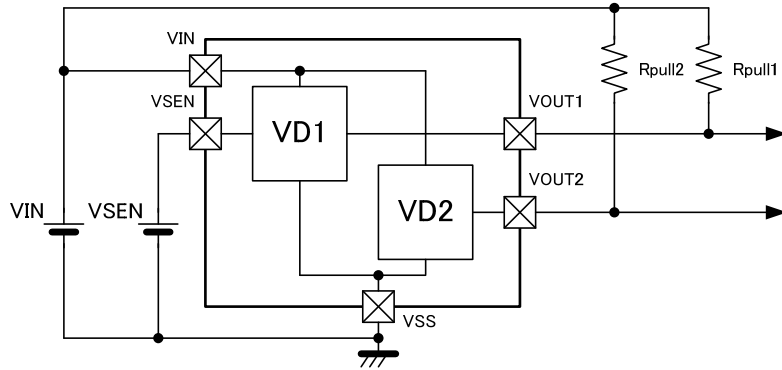 VIN
Rpull2
Rpull1
VSEN
VOUT1
VD1
VOUT2
VD2
VIN
VSEN
VSS